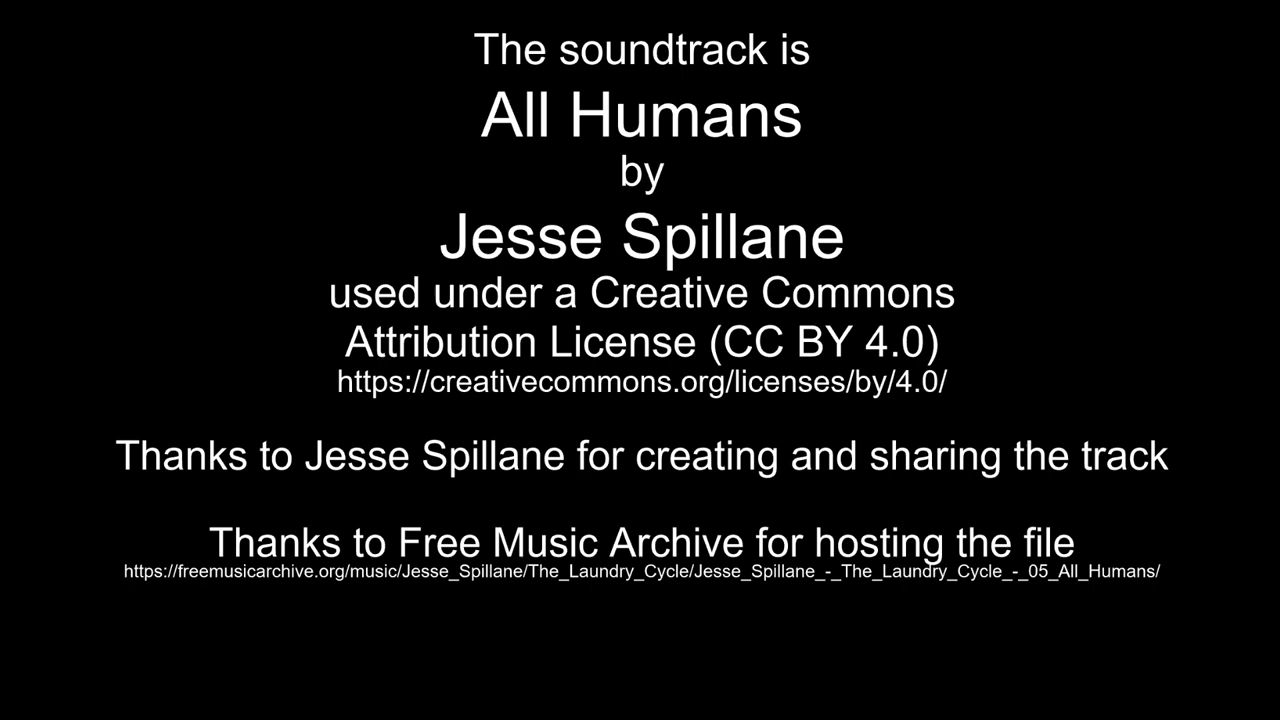 The soundtrack is
All Humans
by
Jesse Spillane
used under a Creative Commons
Attribution License (CC BY 4.0)
https://creativecommons.org/licenses/by/4.0/
Thanks to Jesse Spillane for creating and sharing the track
Thanks to Free Music Archive for hosting the file
https://freemusicarchive.org/music/Jesse_Spillane/The_Laundry_Cycle/Jesse_Spillane_-_The_Laundry_Cycle_-_05_All_Humans/